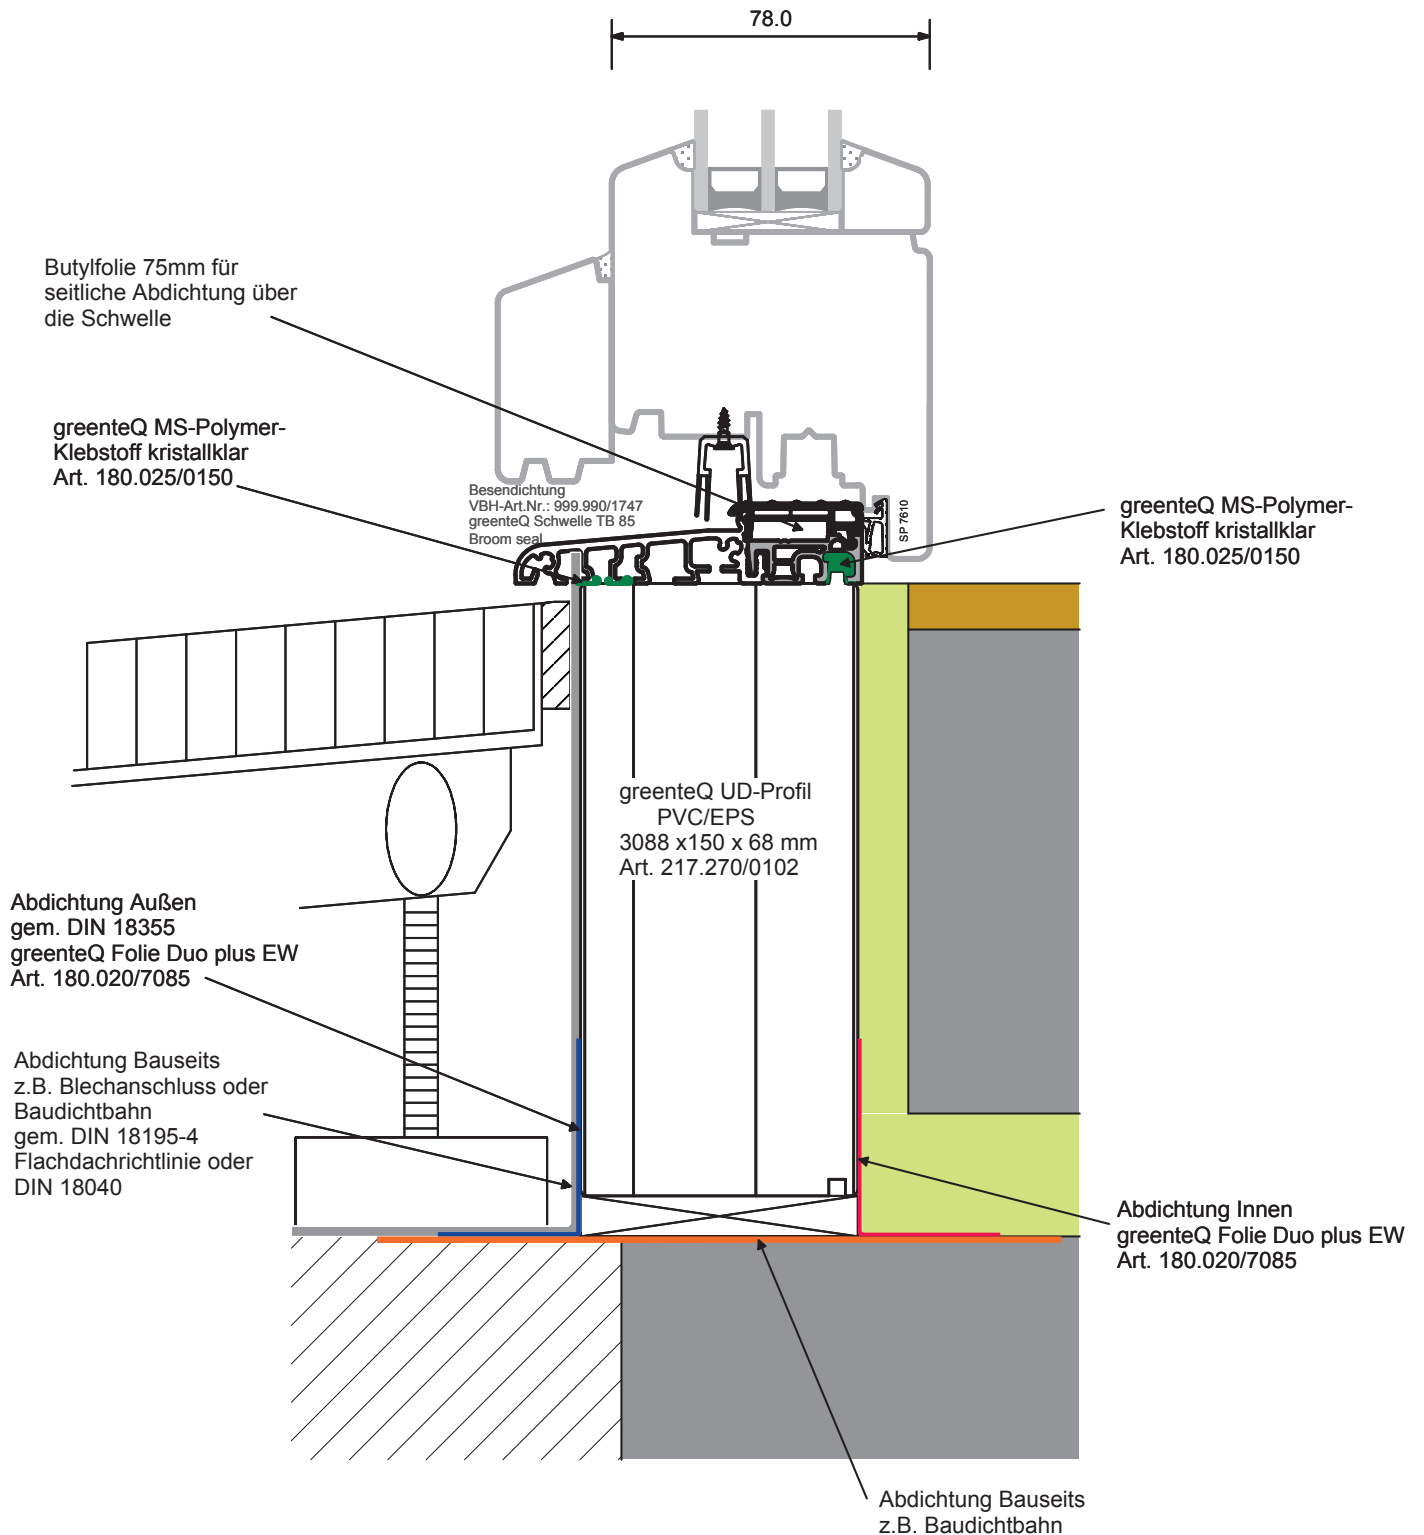 78.0
Butylfolie 75mm für
seitliche Abdichtung über
die Schwelle
greenteQ MS-Polymer-
Klebstoff kristallklar
Art. 180.025/0150
Besendichtung
VBH-Art.Nr.: 999.990/1747
greenteQ Schwelle TB 85
Broom seal
SP 7610
greenteQ MS-Polymer-
Klebstoff kristallklar
Art. 180.025/0150
greenteQ UD-Profil
PVC/EPS
3088 x150 x 68 mm
Art. 217.270/0102
Abdichtung Außen
gem. DIN 18355
greenteQ Folie Duo plus EW
Art. 180.020/7085
Abdichtung Bauseits
z.B. Blechanschluss oder
Baudichtbahn
gem. DIN 18195-4
Flachdachrichtlinie oder
DIN 18040
Abdichtung Innen
greenteQ Folie Duo plus EW
Art. 180.020/7085
Abdichtung Bauseits
z.B. Baudichtbahn